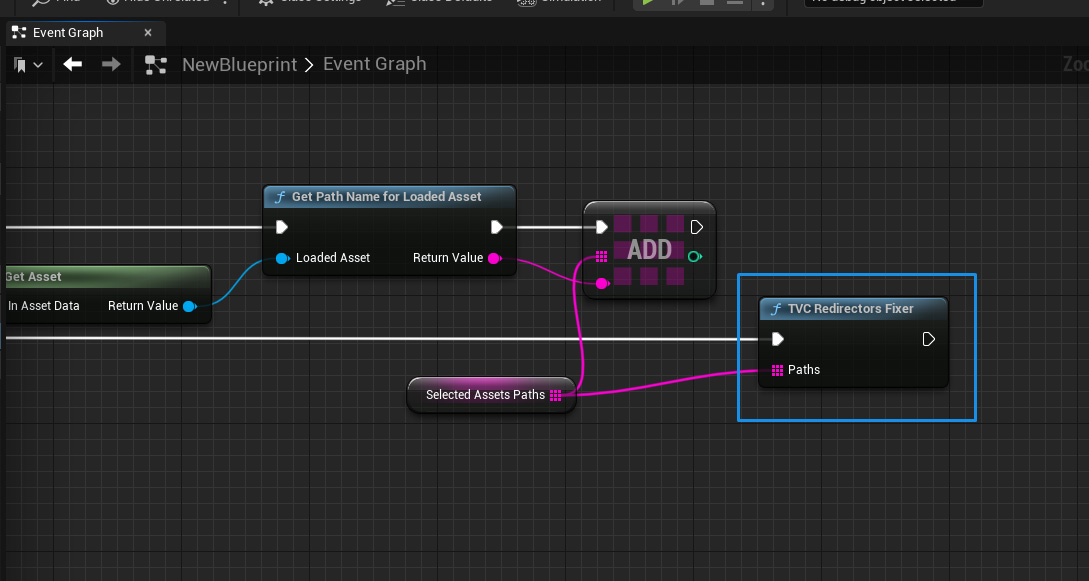 Event Graph
NewBlueprint > Event Graph
Get Path Name for Loaded Asset
Loaded Asset
Return Value
ADD
Get Asset
In Asset Data
Return Value
TVC Redirectors Fixer
Paths
Selected Assets Paths